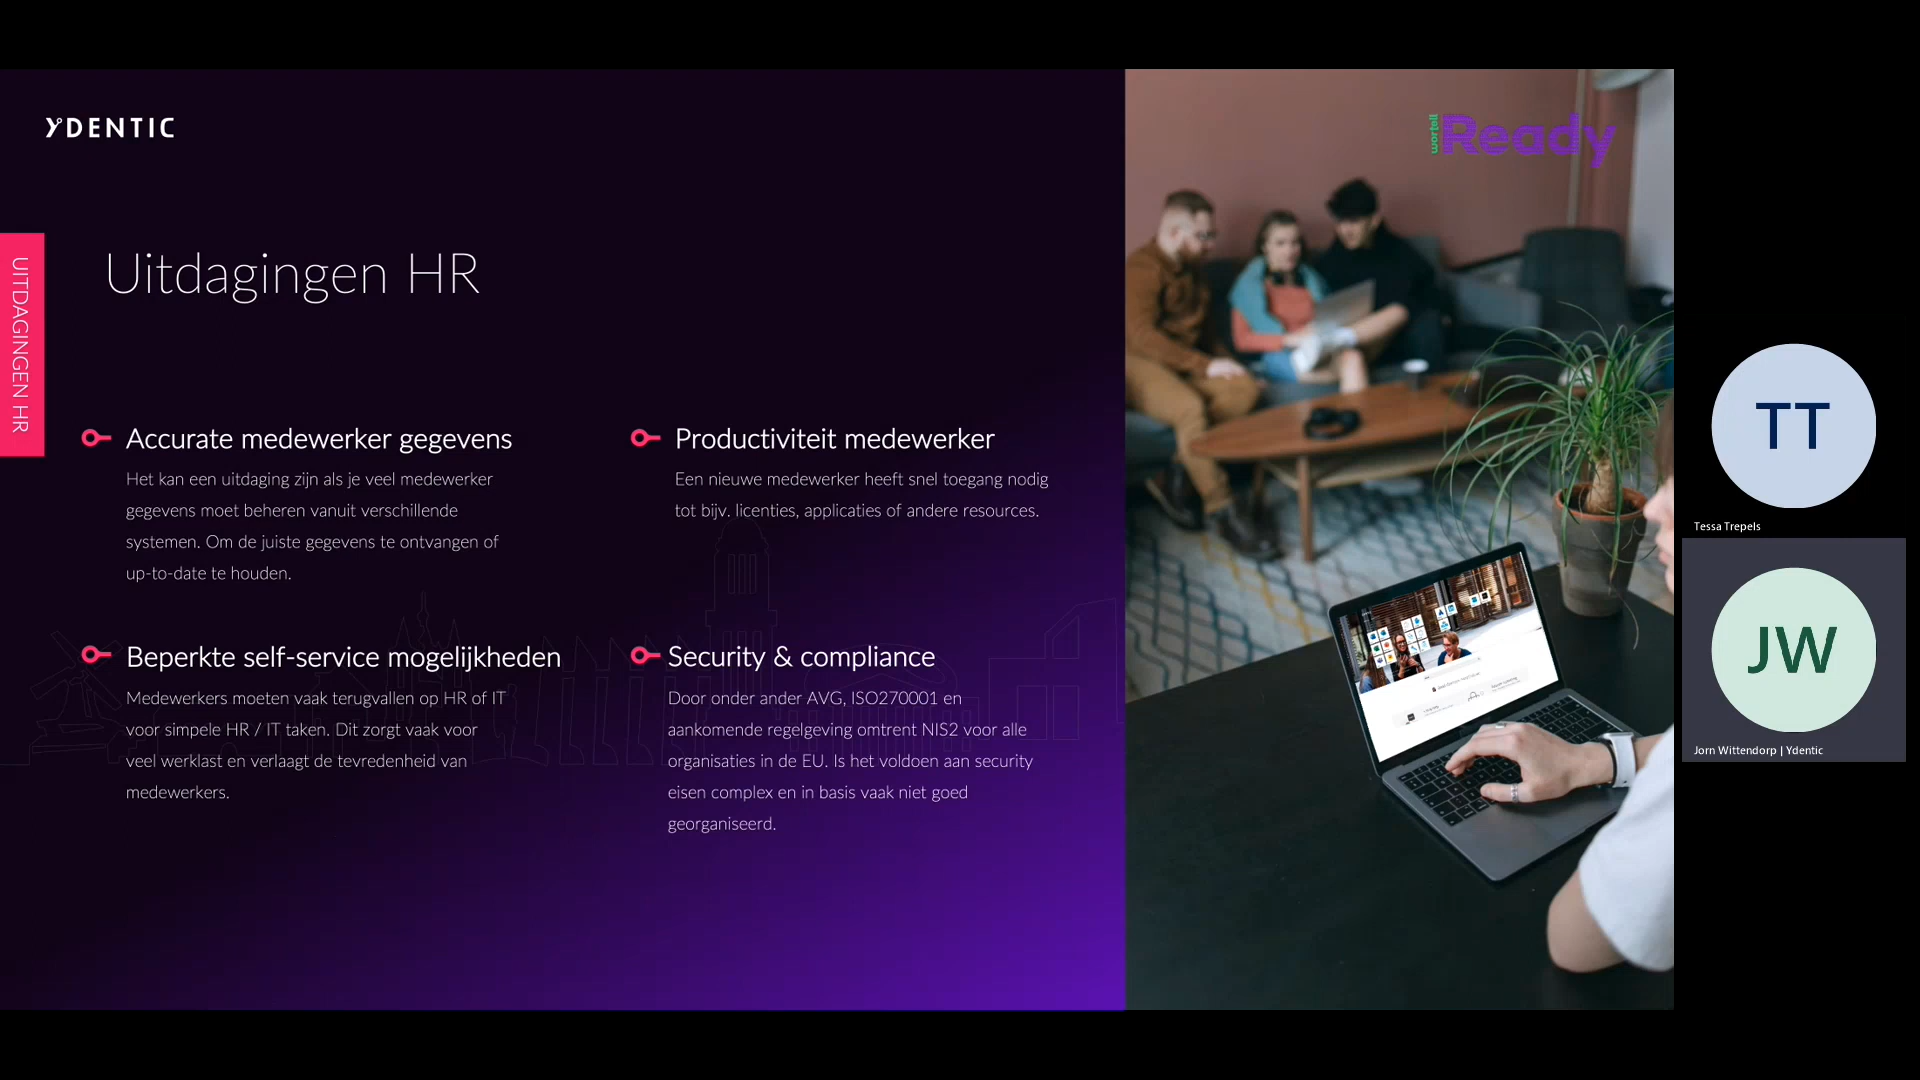 YDENTIC
wortell
Ready
UITDAGINGEN HR
Uitdagingen HR
Accurate medewerker gegevens
Het kan een uitdaging zijn als je veel medewerker
gegevens moet beheren vanuit verschillende
systemen. Om de juiste gegevens te ontvangen of
up-to-date te houden.
Productiviteit medewerker
Een nieuwe medewerker heeft snel toegang nodig
tot bijv. licenties, applicaties of andere resources.
Beperkte self-service mogelijkheden
Medewerkers moeten vaak terugvallen op HR of IT
voor simpele HR / IT taken. Dit zorgt vaak voor
veel werklast en verlaagt de tevredenheid van
medewerkers.
Security & compliance
Door onder ander AVG, ISO270001 en
aankomende regelgeving omtrent NIS2 voor alle
organisaties in de EU. Is het voldoen aan security
eisen complex en in basis vaak niet goed
georganiseerd.
TT
Tessa Trepels
JW
Jorn Wittendorp | Ydentic